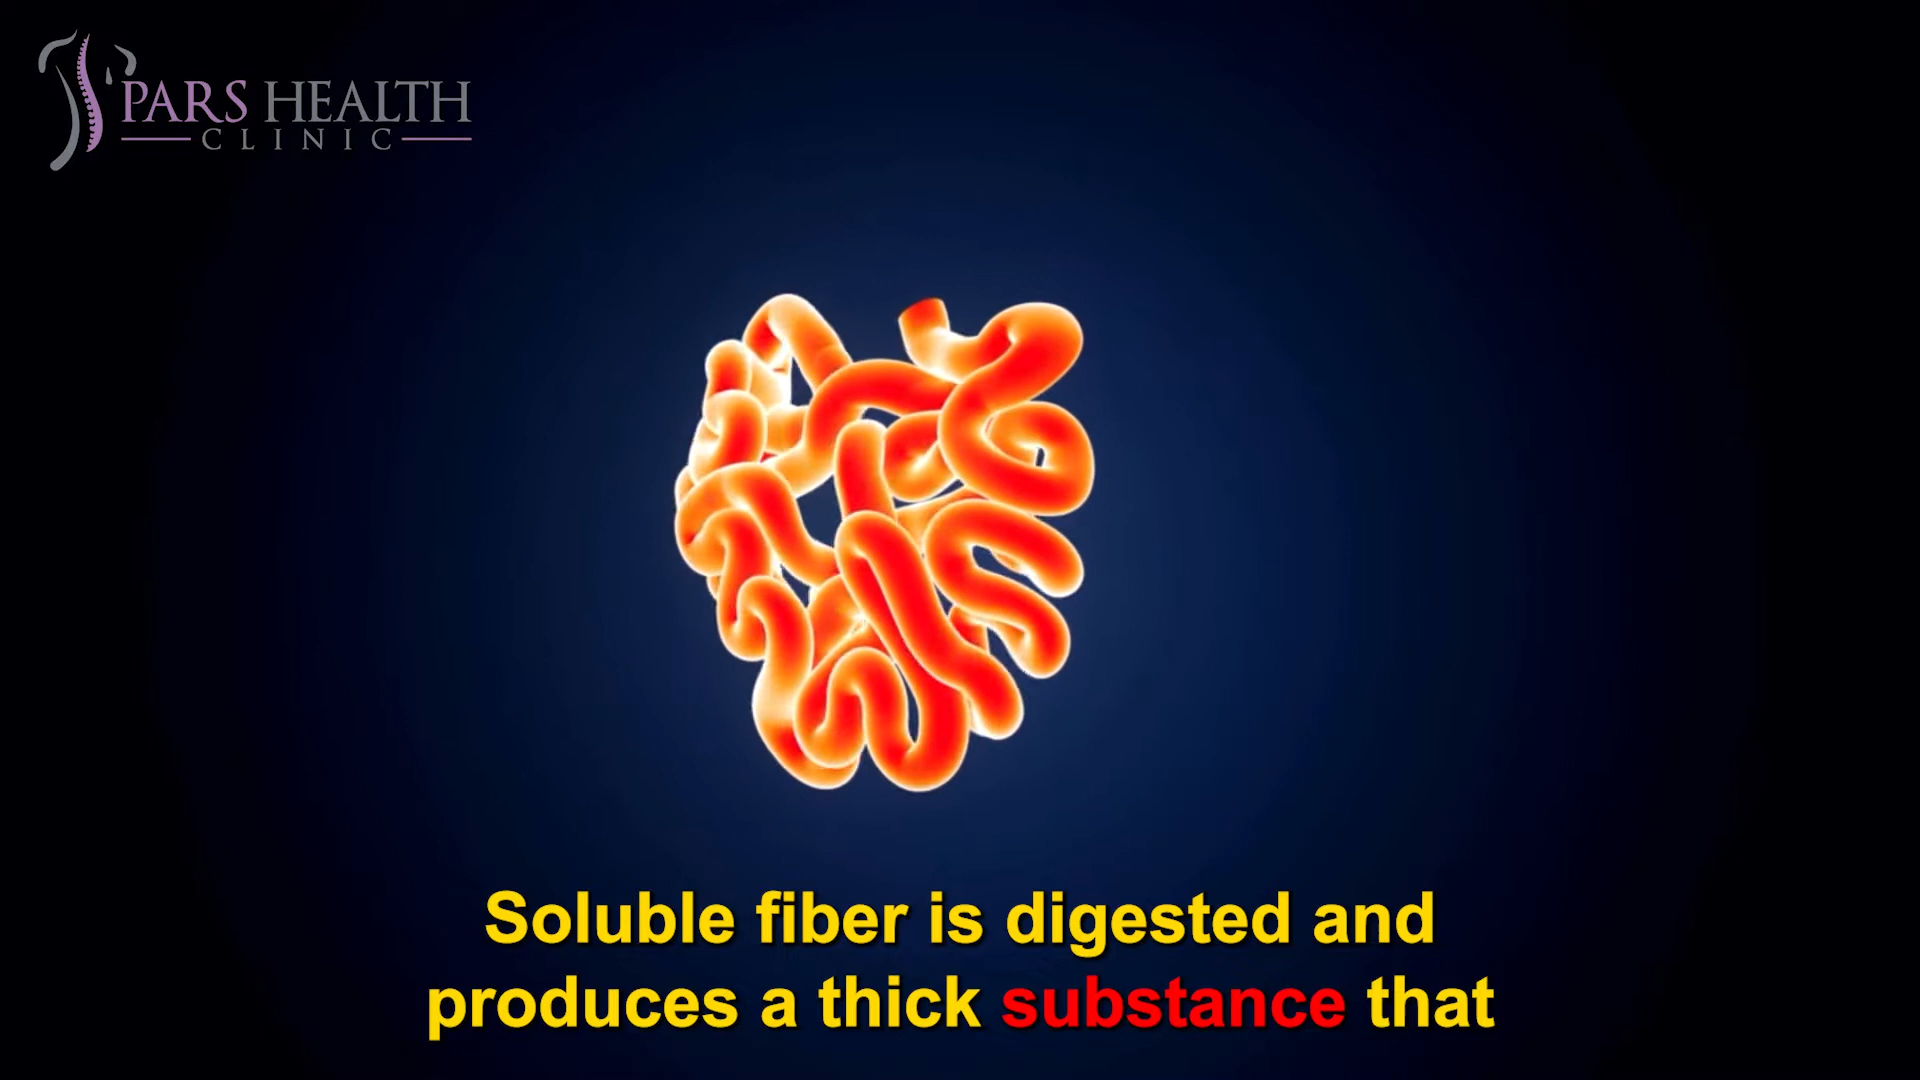 PARS HEALTH
CLINIC
Soluble fiber is digested and
produces a thick substance that